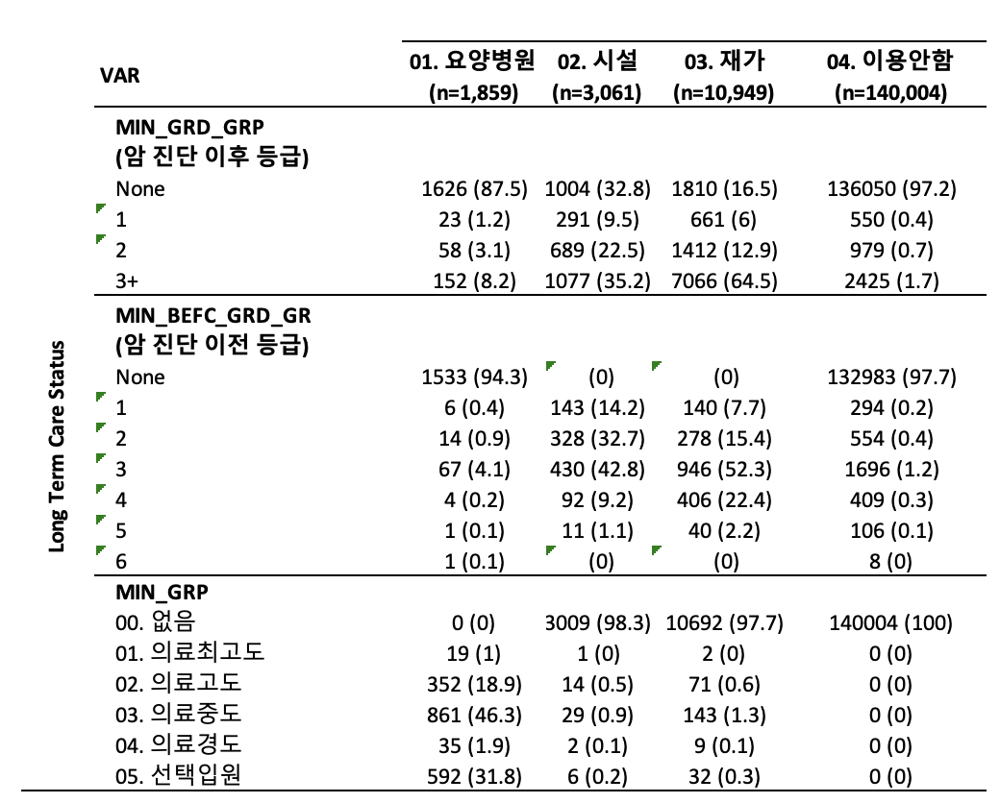 VAR 01. 요양병원 02. 시설 03. 재가 04. 이용안함
(n=1,859) (n=3,061) (n=10,949) (n=140,004)
Long Term Care Status
MIN_GRD_GRP
(암 진단 이후 등급)
None 1626 (87.5) 1004 (32.8) 1810 (16.5) 136050 (97.2)
1 23 (1.2) 291 (9.5) 661 (6) 550 (0.4)
2 58 (3.1) 689 (22.5) 1412 (12.9) 979 (0.7)
3+ 152 (8.2) 1077 (35.2) 7066 (64.5) 2425 (1.7)
MIN_BEFC_GRD_GR
(암 진단 이전 등급)
None 1533 (94.3) (0) (0) 132983 (97.7)
1 6 (0.4) 143 (14.2) 140 (7.7) 294 (0.2)
2 14 (0.9) 328 (32.7) 278 (15.4) 554 (0.4)
3 67 (4.1) 430 (42.8) 946 (52.3) 1696 (1.2)
4 4 (0.2) 92 (9.2) 406 (22.4) 409 (0.3)
5 1 (0.1) 11 (1.1) 40 (2.2) 106 (0.1)
6 1 (0.1) (0) (0) 8 (0)
MIN_GRP
00. 없음 0 (0) 3009 (98.3) 10692 (97.7) 140004 (100)
01. 의료최고도 19 (1) 1 (0) 2 (0) 0 (0)
02. 의료고도 352 (18.9) 14 (0.5) 71 (0.6) 0 (0)
03. 의료중도 861 (46.3) 29 (0.9) 143 (1.3) 0 (0)
04. 의료경도 35 (1.9) 2 (0.1) 9 (0.1) 0 (0)
05. 선택입원 592 (31.8) 6 (0.2) 32 (0.3) 0 (0)